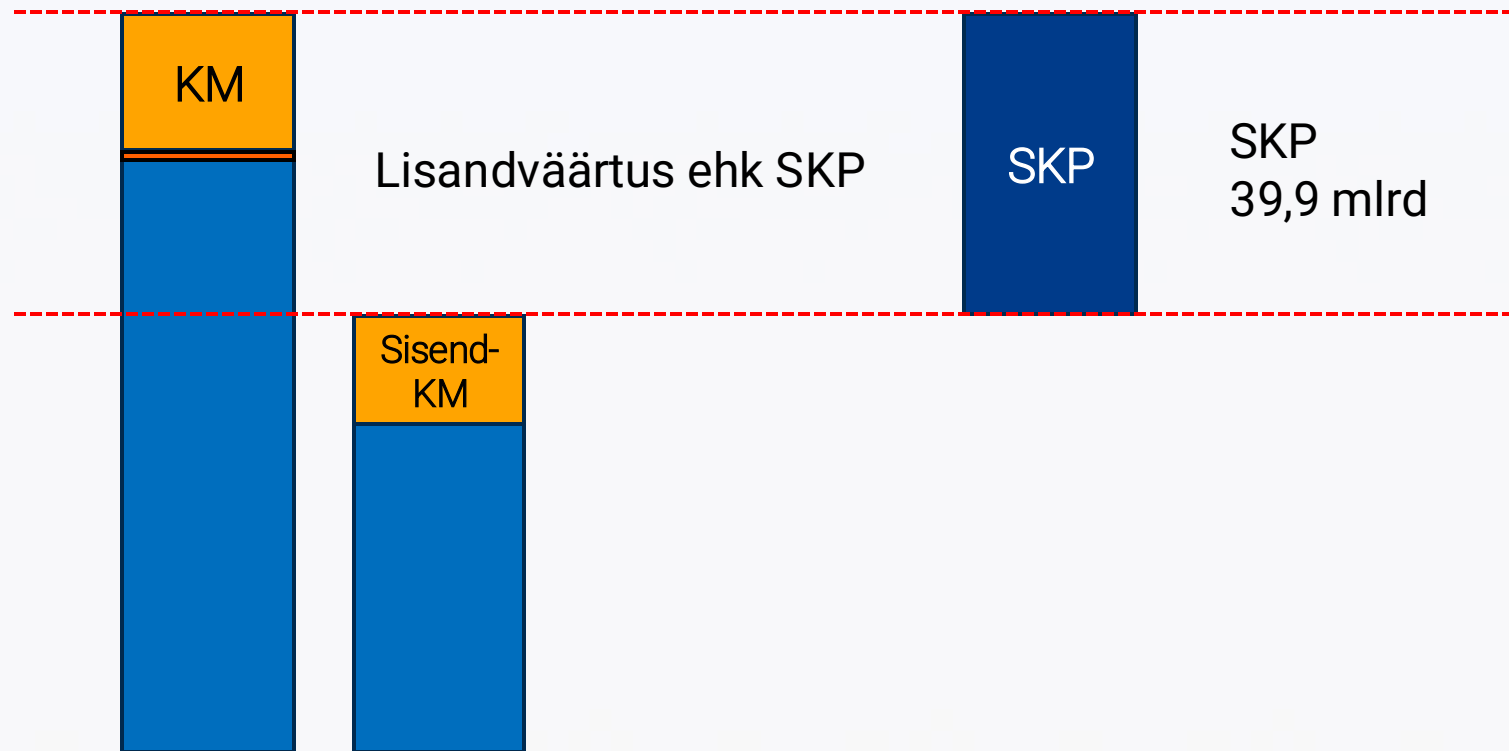 KM
Lisandväärtus ehk SKP
SKP
SKP
39,9 mlrd
Sisend-
KM